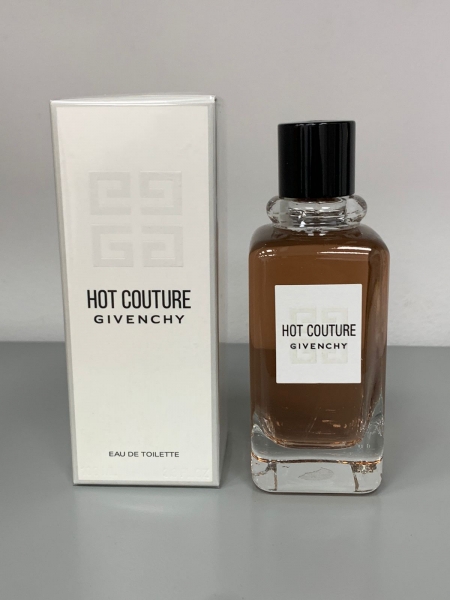 HOT COUTURE
GIVENCHY
EAU DE TOILETTE
HOT COUTURE
GIVENCHY